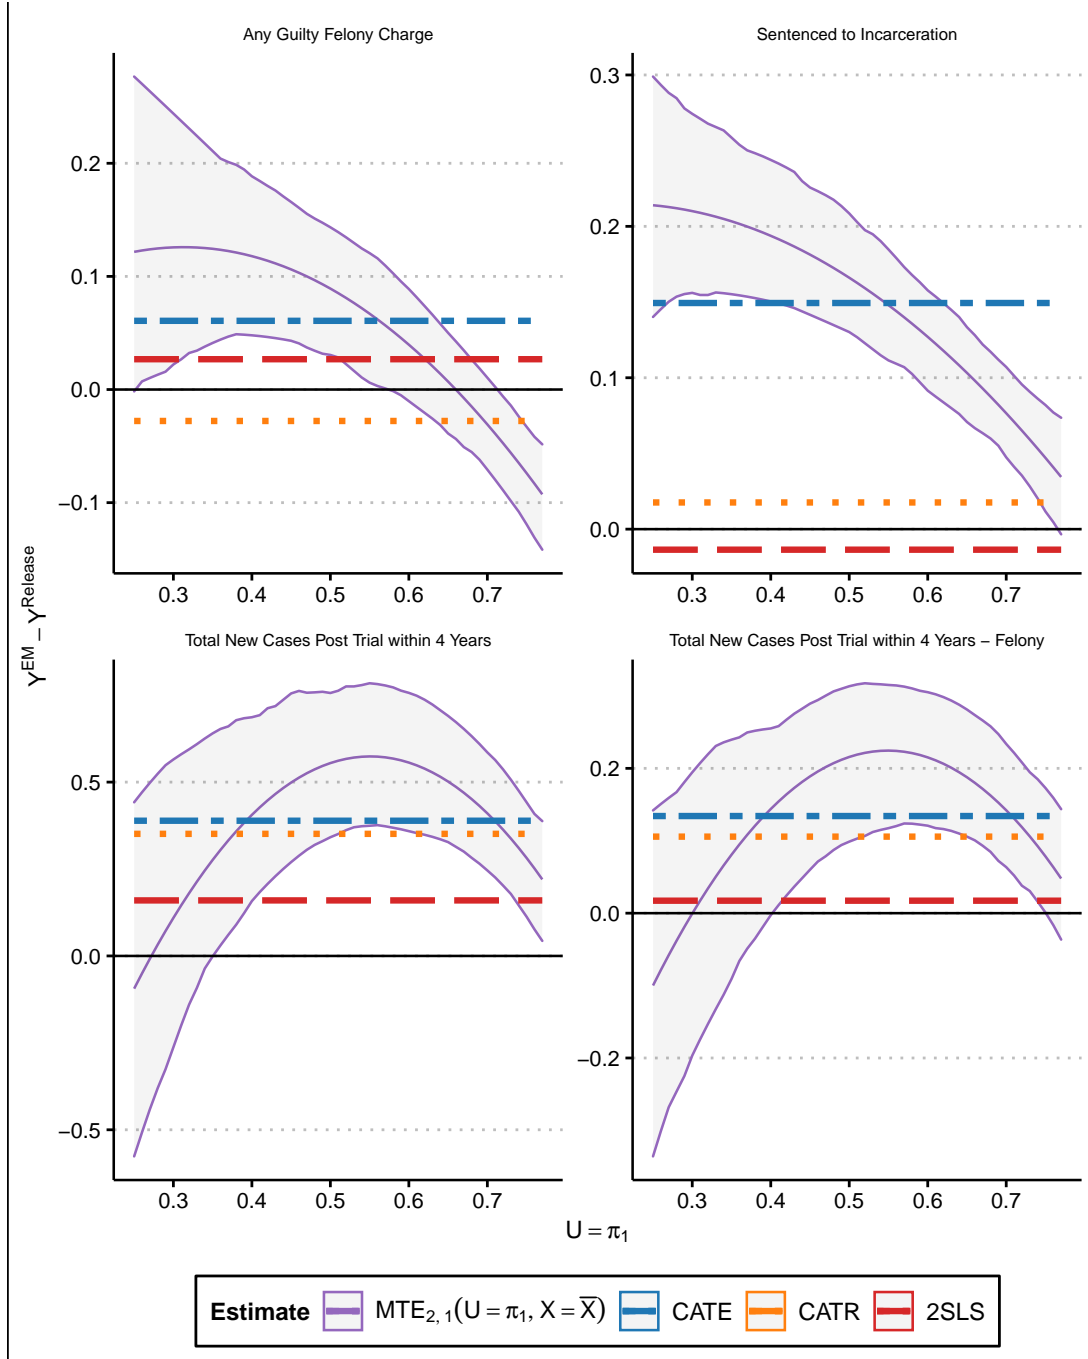 Any Guilty Felony Charge
Sentenced to Incarceration
0.2
0.1
0.0
−0.1
0.3 0.4 0.5 0.6 0.7
0.3
0.2
0.1
0.0
0.3 0.4 0.5 0.6 0.7
Y^EM − Y^Release
Total New Cases Post Trial within 4 Years
Total New Cases Post Trial within 4 Years − Felony
0.5
0.0
−0.5
0.3 0.4 0.5 0.6 0.7
0.2
0.0
−0.2
0.3 0.4 0.5 0.6 0.7
U = π₁
Estimate MTE₂,₁(U = π₁, X = X̅) CATE CATR 2SLS